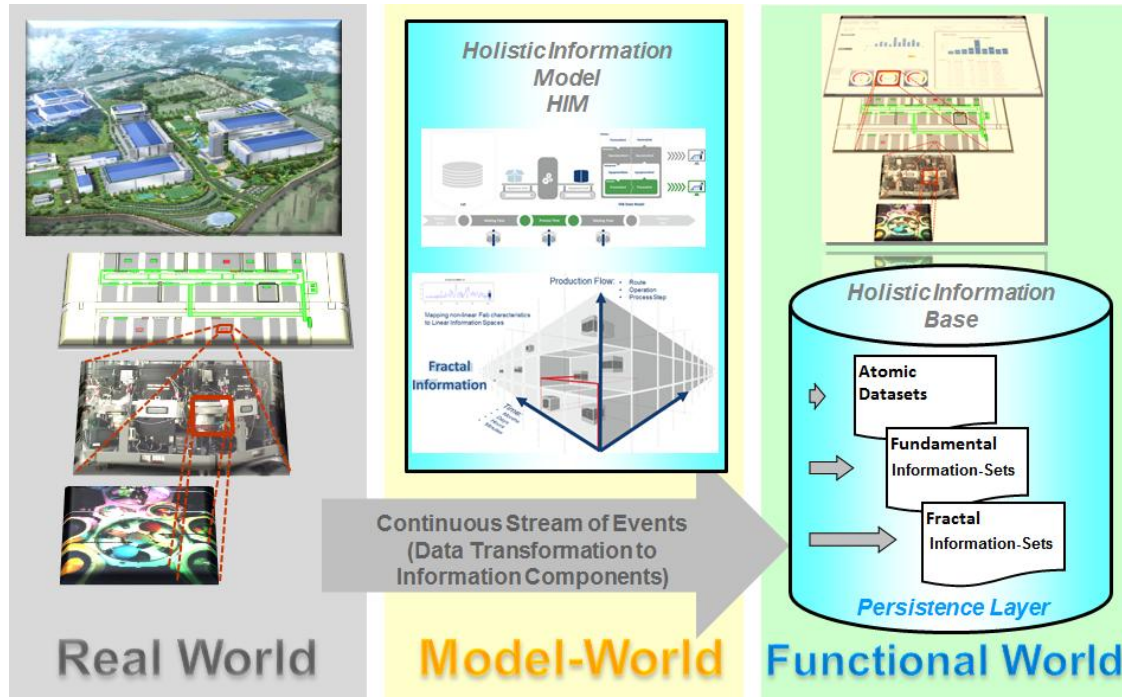 Holistic Information
Model
HIM
Production Flow:
• Route
• Operation
• Process Step
Mapping non-linear Fab characteristics
to Linear Information Spaces
Fractal
Information
Time:
Continuous Stream of Events
(Data Transformation to
Information Components)
Holistic Information
Base
Atomic
Datasets
Fundamental
Information-Sets
Fractal
Information-Sets
Persistence Layer
Real World
Model-World
Functional World